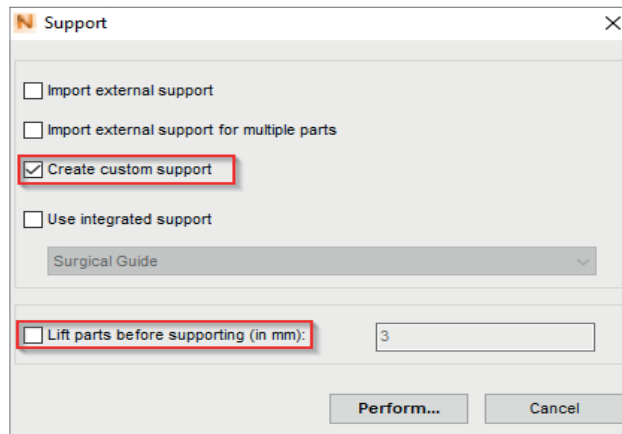 Support
Import external support
Import external support for multiple parts
Create custom support
Use integrated support
Surgical Guide
Lift parts before supporting (in mm): 3
Perform... Cancel